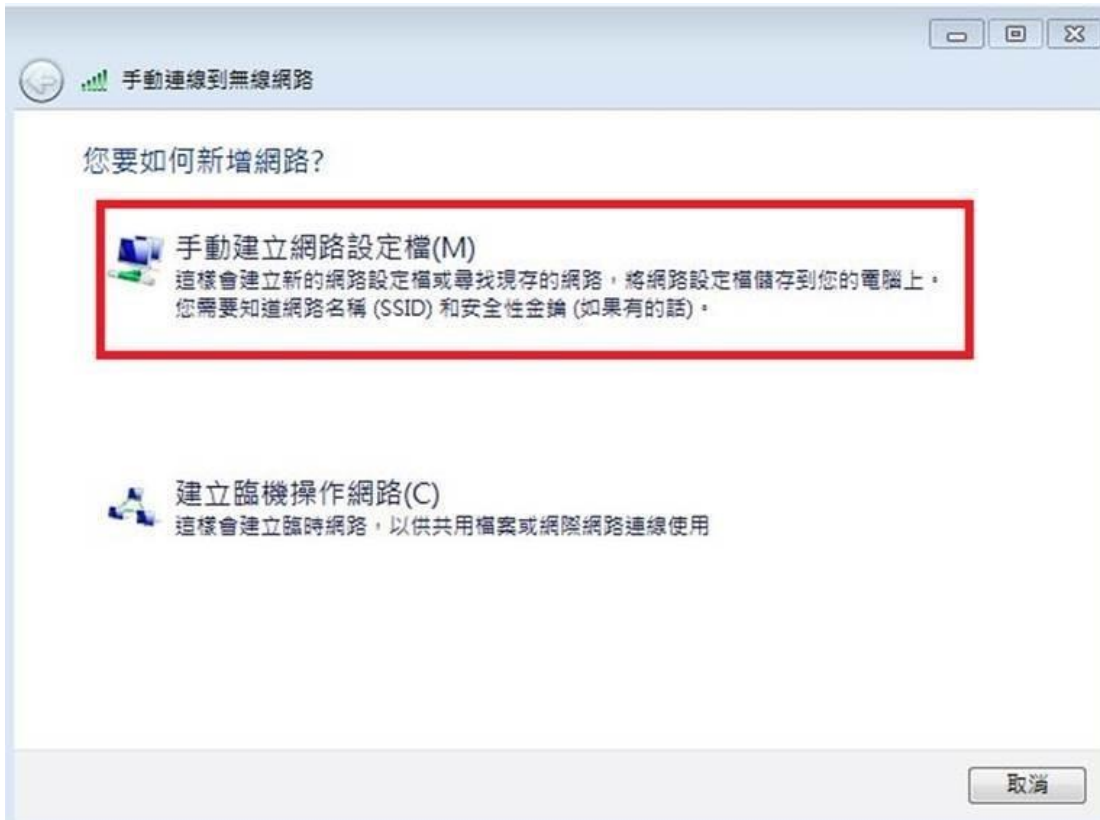 手動連線到無線網路
您要如何新增網路?
手動建立網路設定檔(M)
這樣會建立新的網路設定檔或尋找現存的網路，將網路設定檔儲存到您的電腦上。
您需要知道網路名稱 (SSID) 和安全性金鑰 (如果有的話)。
建立臨機操作網路(C)
這樣會建立臨時網路，以供共用檔案或網際網路連線使用
取消